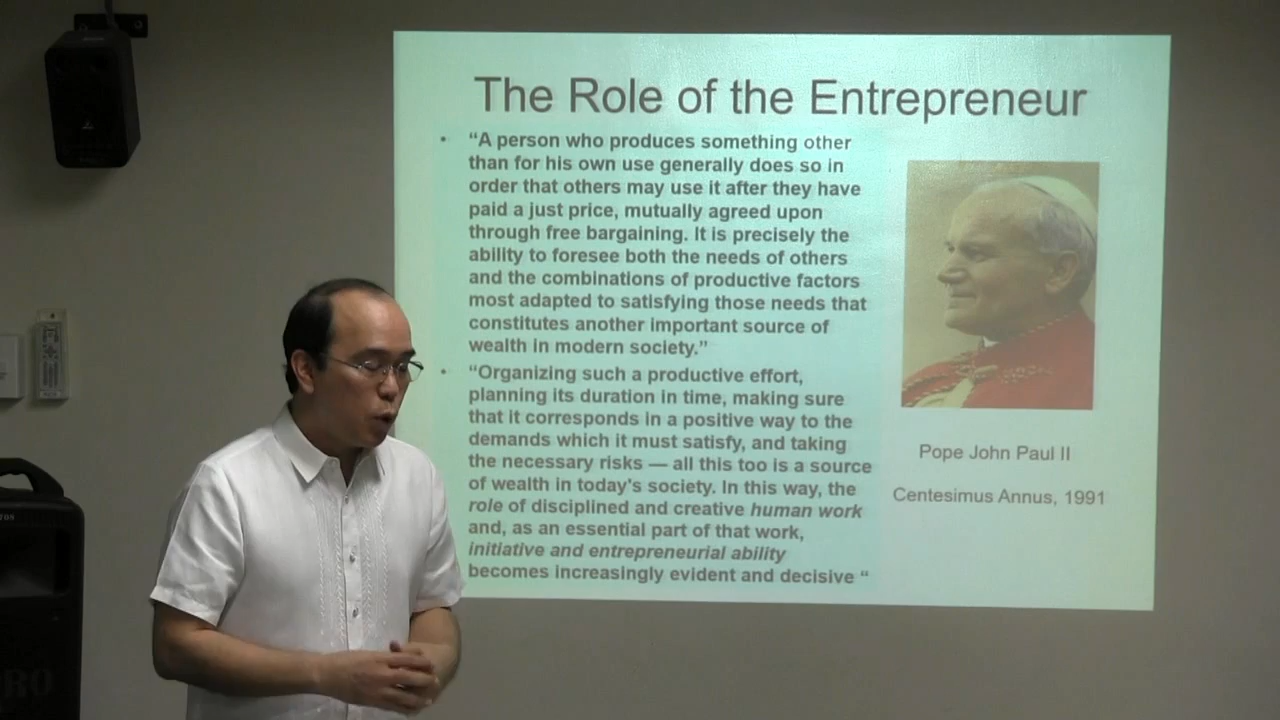 The Role of the Entrepreneur
• “A person who produces something other
than for his own use generally does so in
order that others may use it after they have
paid a just price, mutually agreed upon
through free bargaining. It is precisely the
ability to foresee both the needs of others
and the combinations of productive factors
most adapted to satisfying those needs that
constitutes another important source of
wealth in modern society.”
• “Organizing such a productive effort,
planning its duration in time, making sure
that it corresponds in a positive way to the
demands which it must satisfy, and taking
the necessary risks — all this too is a source
of wealth in today's society. In this way, the
role of disciplined and creative human work
and, as an essential part of that work,
initiative and entrepreneurial ability
becomes increasingly evident and decisive “
Pope John Paul II
Centesimus Annus, 1991